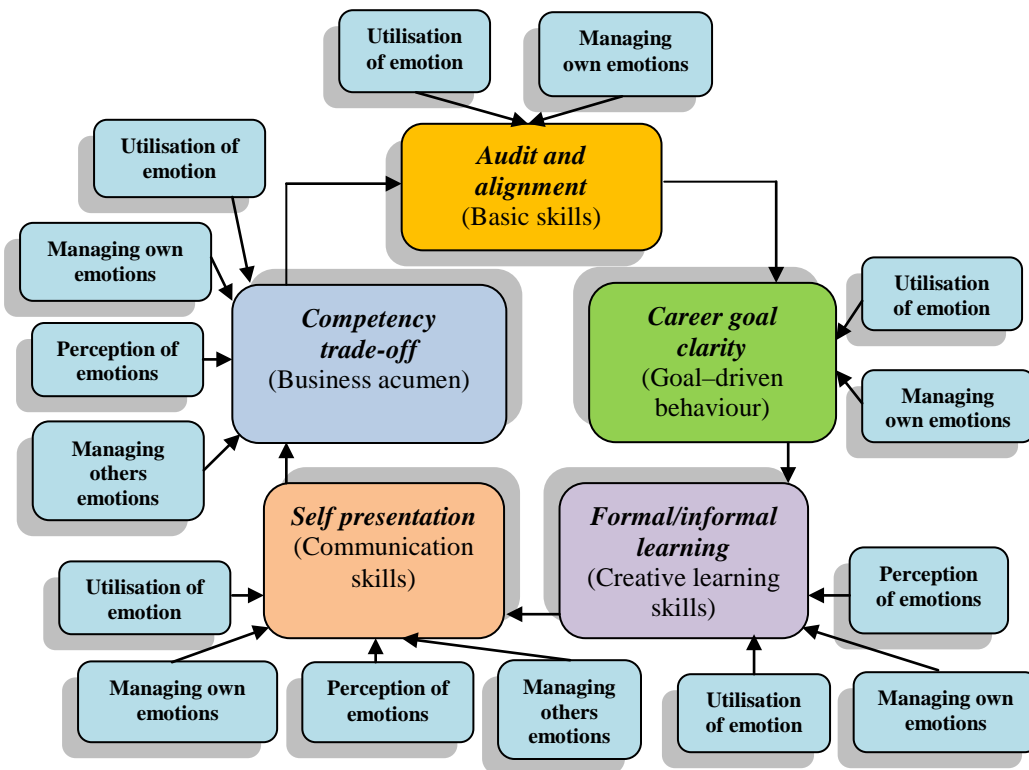 Utilisation
of emotion
Managing
own emotions
Audit and
alignment
(Basic skills)
Utilisation of
emotion
Managing own
emotions
Perception of
emotions
Managing
others
emotions
Competency
trade-off
(Business acumen)
Career goal
clarity
(Goal–driven
behaviour)
Utilisation
of emotion
Managing
own emotions
Self presentation
(Communication
skills)
Formal/informal
learning
(Creative learning
skills)
Utilisation of
emotion
Managing own
emotions
Perception of
emotions
Managing
others
emotions
Perception
of emotions
Utilisation
of emotion
Managing own
emotions